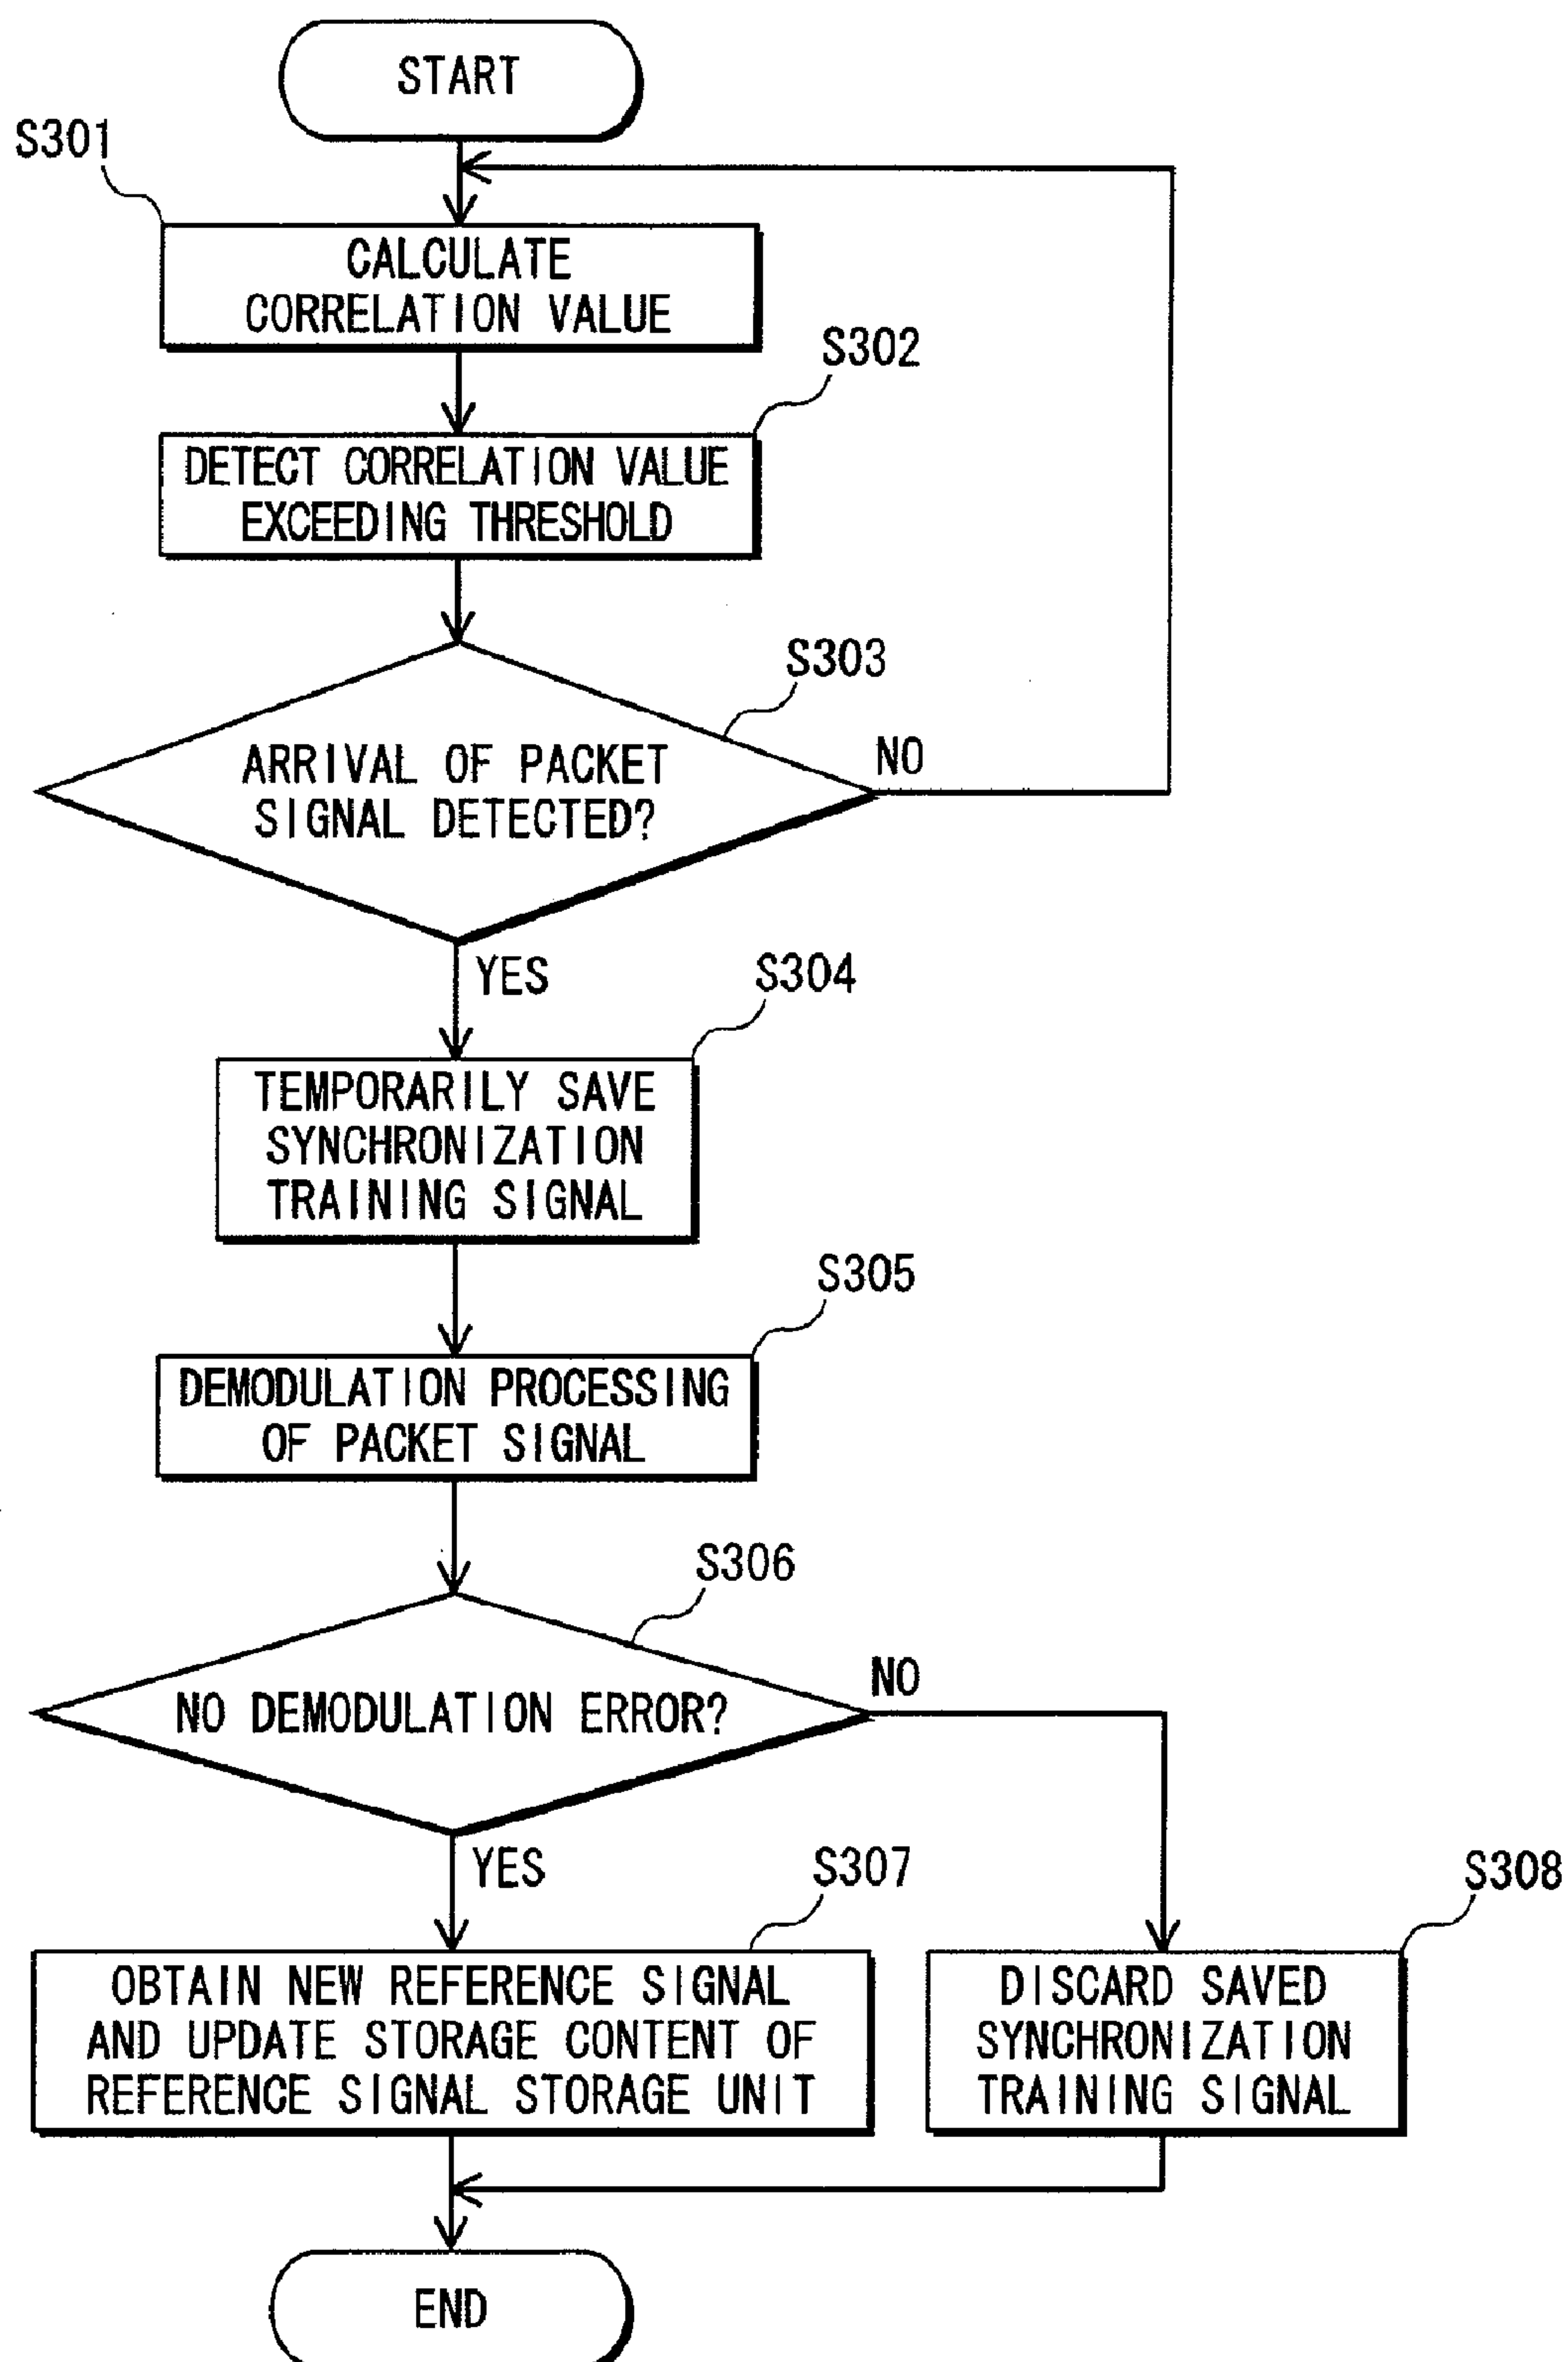 START
S301
CALCULATE
CORRELATION VALUE
S302
DETECT CORRELATION VALUE
EXCEEDING THRESHOLD
S303
ARRIVAL OF PACKET
SIGNAL DETECTED?
NO
YES
S304
TEMPORARILY SAVE
SYNCHRONIZATION
TRAINING SIGNAL
S305
DEMODULATION PROCESSING
OF PACKET SIGNAL
S306
NO DEMODULATION ERROR?
NO
YES
S307
OBTAIN NEW REFERENCE SIGNAL
AND UPDATE STORAGE CONTENT OF
REFERENCE SIGNAL STORAGE UNIT
S308
DISCARD SAVED
SYNCHRONIZATION
TRAINING SIGNAL
END